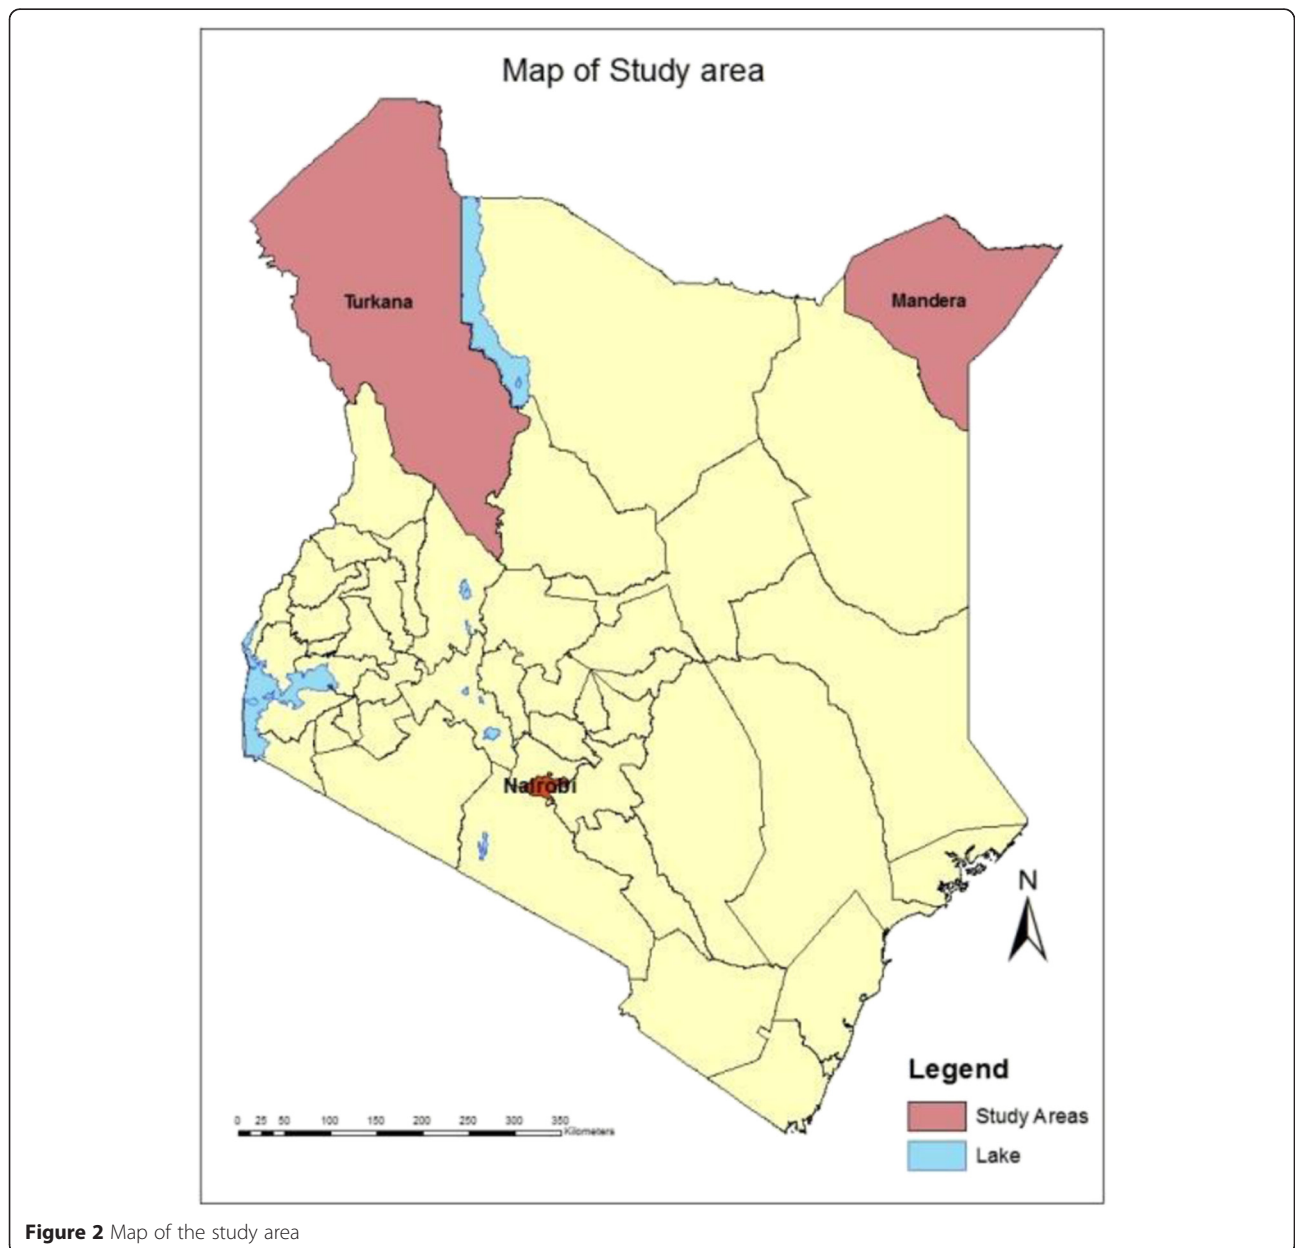 Map of Study area
Turkana
Mandera
Nairobi
N
Legend
Study Areas
Lake
0 25 50 100 150 200 250 300 350
Kilometers
Figure 2 Map of the study area